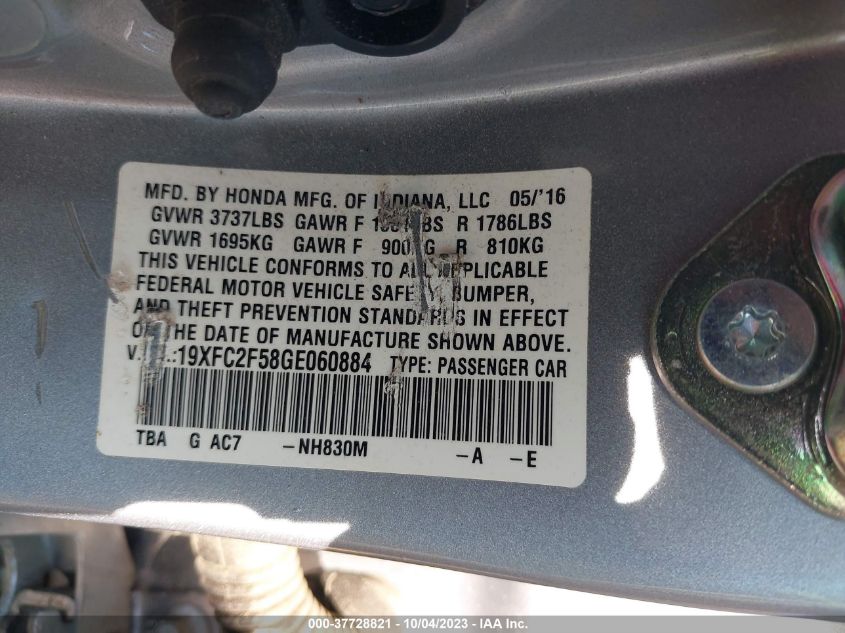 MFD. BY HONDA MFG. OF INDIANA, LLC 05/'16
GVWR 3737LBS GAWR F LBS R 1786LBS
GVWR 1695KG GAWR F 900KG R 810KG
THIS VEHICLE CONFORMS TO ALL APPLICABLE
FEDERAL MOTOR VEHICLE SAFETY, BUMPER,
AND THEFT PREVENTION STANDARDS IN EFFECT
ON THE DATE OF MANUFACTURE SHOWN ABOVE.
V.I.N.:19XFC2F58GE060884 TYPE: PASSENGER CAR
TBA G AC7 -NH830M -A -E
000-37728821 - 10/04/2023 - IAA Inc.